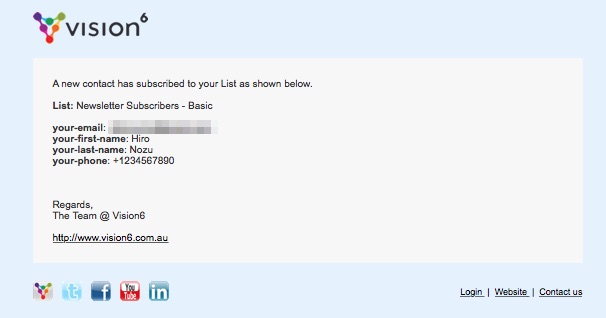 vision6
A new contact has subscribed to your List as shown below.
List: Newsletter Subscribers - Basic
your-email:
your-first-name: Hiro
your-last-name: Nozu
your-phone: +1234567890
Regards,
The Team @ Vision6
http://www.vision6.com.au
You Tube
Login | Website | Contact us